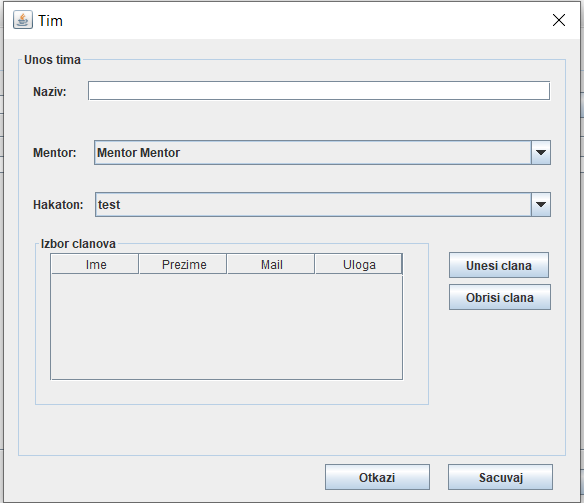 Tim
Unos tima
Naziv:
Mentor: Mentor Mentor
Hakaton: test
Izbor clanova
Ime Prezime Mail Uloga
Unesi clana
Obrisi clana
Otkazi Sacuvaj